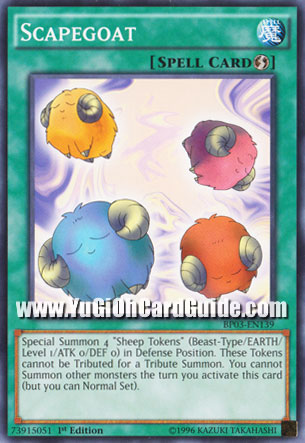 SCAPEGOAT
魔
[SPELL CARD]
www.YuGiOhCardGuide.com
BP03-EN139
Special Summon 4 "Sheep Tokens" (Beast-Type/EARTH/
Level 1/ATK 0/DEF 0) in Defense Position. These Tokens
cannot be Tributed for a Tribute Summon. You cannot
Summon other monsters the turn you activate this card
(but you can Normal Set).
73915051 1st Edition ©1996 KAZUKI TAKAHASHI